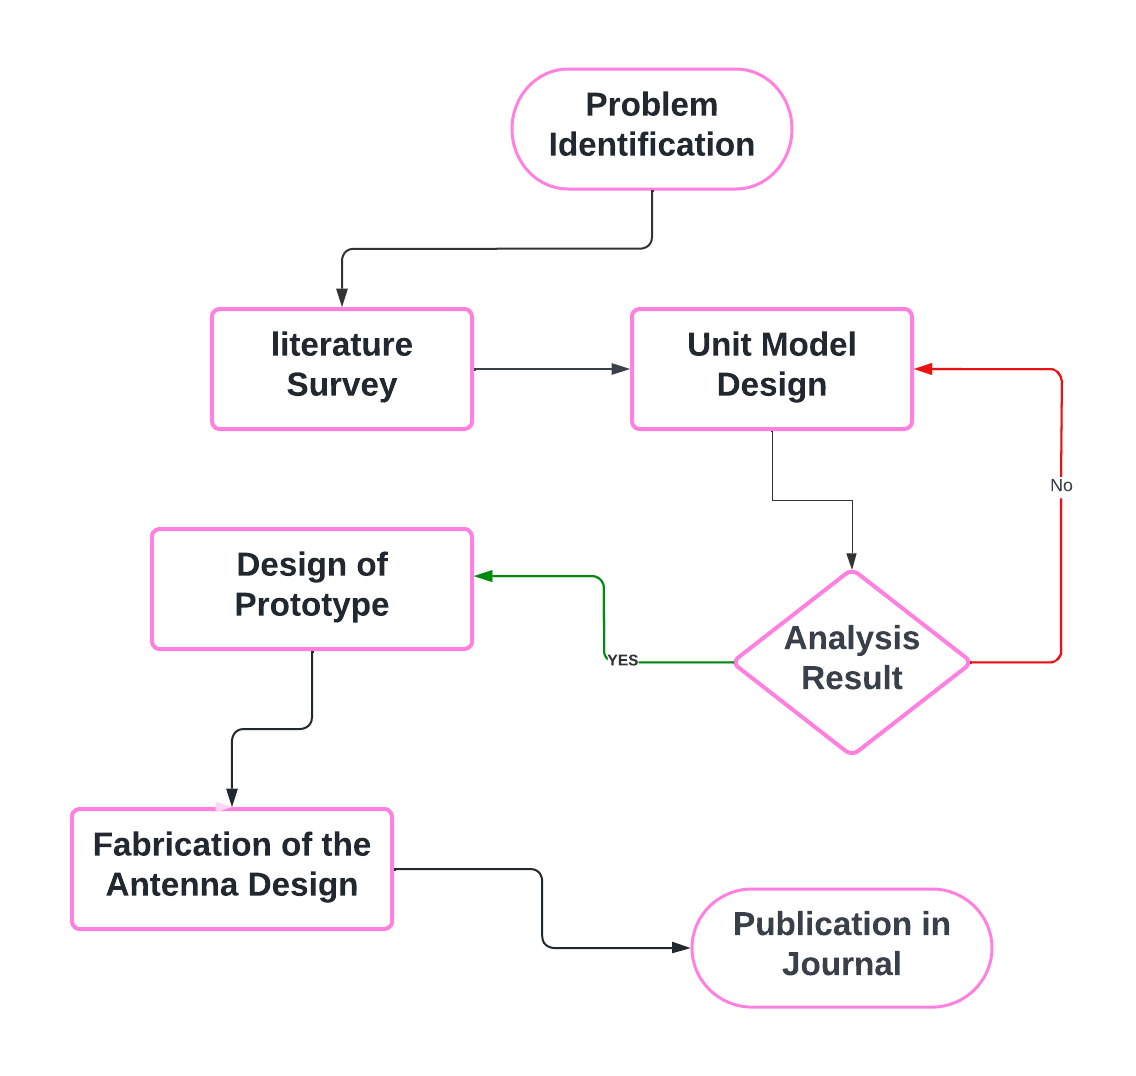 Problem
Identification
literature
Survey
Unit Model
Design
No
Design of
Prototype
YES
Analysis
Result
Fabrication of the
Antenna Design
Publication in
Journal